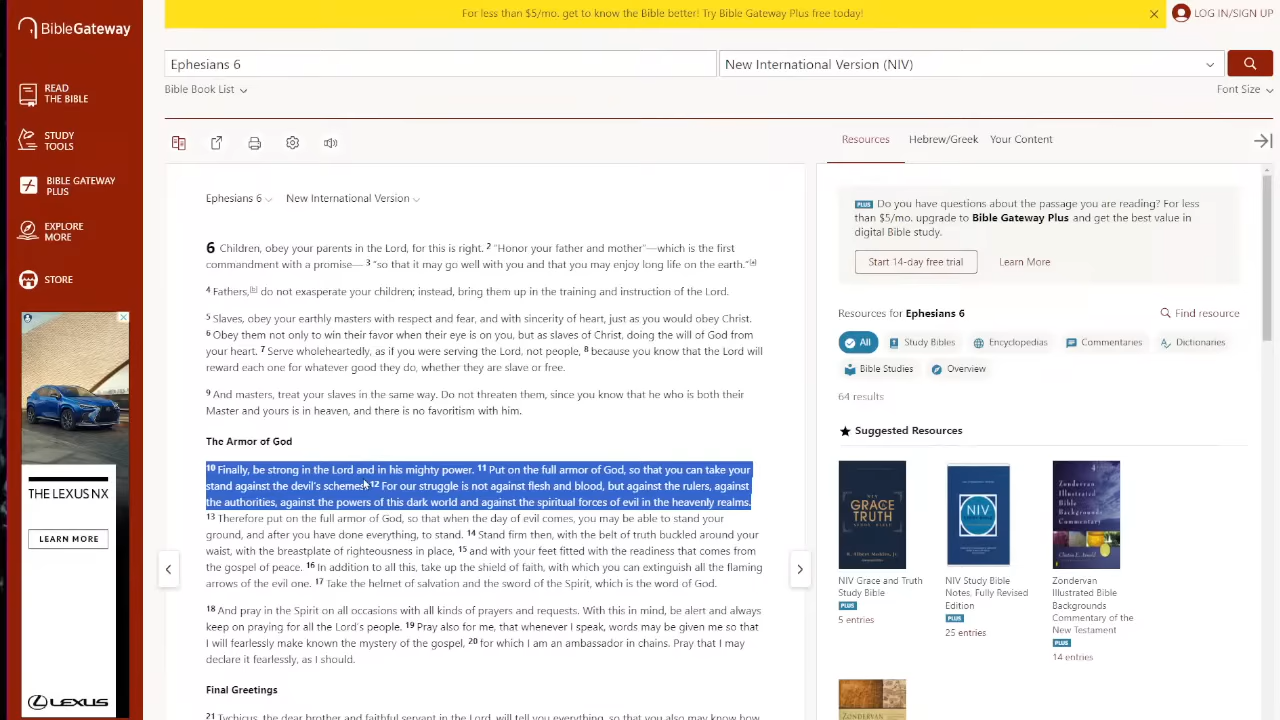 For less than $5/mo. get to know the Bible better! Try Bible Gateway Plus free today!
LOG IN/SIGN UP
BibleGateway
Ephesians 6
New International Version (NIV)
Bible Book List
Font Size
READ
THE BIBLE
STUDY
TOOLS
BIBLE GATEWAY
PLUS
EXPLORE
MORE
STORE
THE LEXUS NX
LEARN MORE
LEXUS
Ephesians 6
New International Version
6 Children, obey your parents in the Lord, for this is right. 2 “Honor your father and mother”—which is the first
commandment with a promise— 3 “so that it may go well with you and that you may enjoy long life on the earth.”[a]
4 Fathers,[b] do not exasperate your children; instead, bring them up in the training and instruction of the Lord.
5 Slaves, obey your earthly masters with respect and fear, and with sincerity of heart, just as you would obey Christ.
6 Obey them not only to win their favor when their eye is on you, but as slaves of Christ, doing the will of God from
your heart. 7 Serve wholeheartedly, as if you were serving the Lord, not people, 8 because you know that the Lord will
reward each one for whatever good they do, whether they are slave or free.
9 And masters, treat your slaves in the same way. Do not threaten them, since you know that he who is both their
Master and yours is in heaven, and there is no favoritism with him.
The Armor of God
10 Finally, be strong in the Lord and in his mighty power. 11 Put on the full armor of God, so that you can take your
stand against the devil’s schemes. 12 For our struggle is not against flesh and blood, but against the rulers, against
the authorities, against the powers of this dark world and against the spiritual forces of evil in the heavenly realms.
13 Therefore put on the full armor of God, so that when the day of evil comes, you may be able to stand your
ground, and after you have done everything, to stand. 14 Stand firm then, with the belt of truth buckled around your
waist, with the breastplate of righteousness in place, 15 and with your feet fitted with the readiness that comes from
the gospel of peace. 16 In addition to all this, take up the shield of faith, with which you can extinguish all the flaming
arrows of the evil one. 17 Take the helmet of salvation and the sword of the Spirit, which is the word of God.
18 And pray in the Spirit on all occasions with all kinds of prayers and requests. With this in mind, be alert and always
keep on praying for all the Lord’s people. 19 Pray also for me, that whenever I speak, words may be given me so that
I will fearlessly make known the mystery of the gospel, 20 for which I am an ambassador in chains. Pray that I may
declare it fearlessly, as I should.
Final Greetings
21 Tychicus, the dear brother and faithful servant in the Lord, will tell you everything, so that you also may know how
Resources
Hebrew/Greek
Your Content
PLUS Do you have questions about the passage you are reading? For less
than $5/mo. upgrade to Bible Gateway Plus and get the best value in
digital Bible study.
Start 14-day free trial
Learn More
Resources for Ephesians 6
Find resource
All
Study Bibles
Encyclopedias
Commentaries
Dictionaries
Bible Studies
Overview
64 results
Suggested Resources
GRACE
TRUTH
NIV
Zondervan
Illustrated
Bible
Backgrounds
Commentary
NIV Grace and Truth
Study Bible
PLUS
5 entries
NIV Study Bible
Notes, Fully Revised
Edition
PLUS
25 entries
Zondervan
Illustrated Bible
Backgrounds
Commentary of the
New Testament
PLUS
14 entries
ZONDERVAN